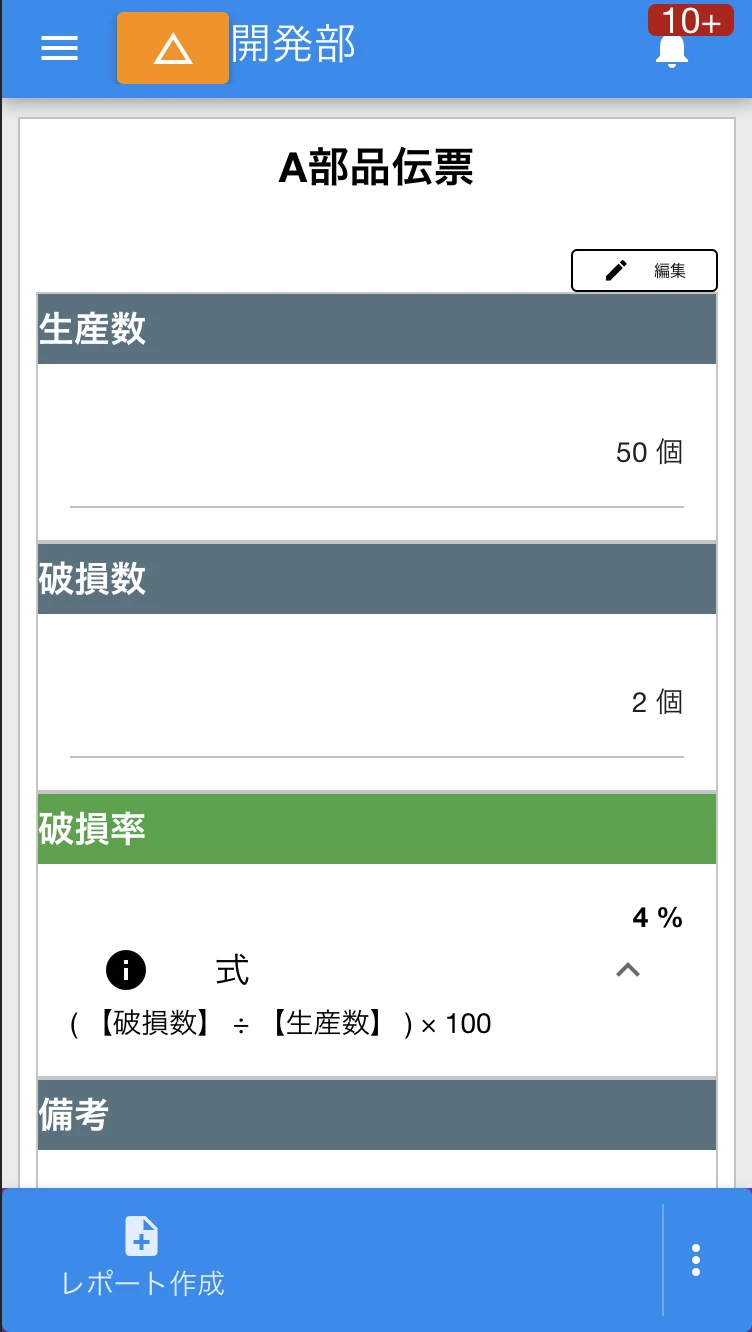 開発部
10+
A部品伝票
編集
生産数
50 個
破損数
2 個
破損率
4 %
式
( 【破損数】 ÷ 【生産数】 ) × 100
備考
レポート作成